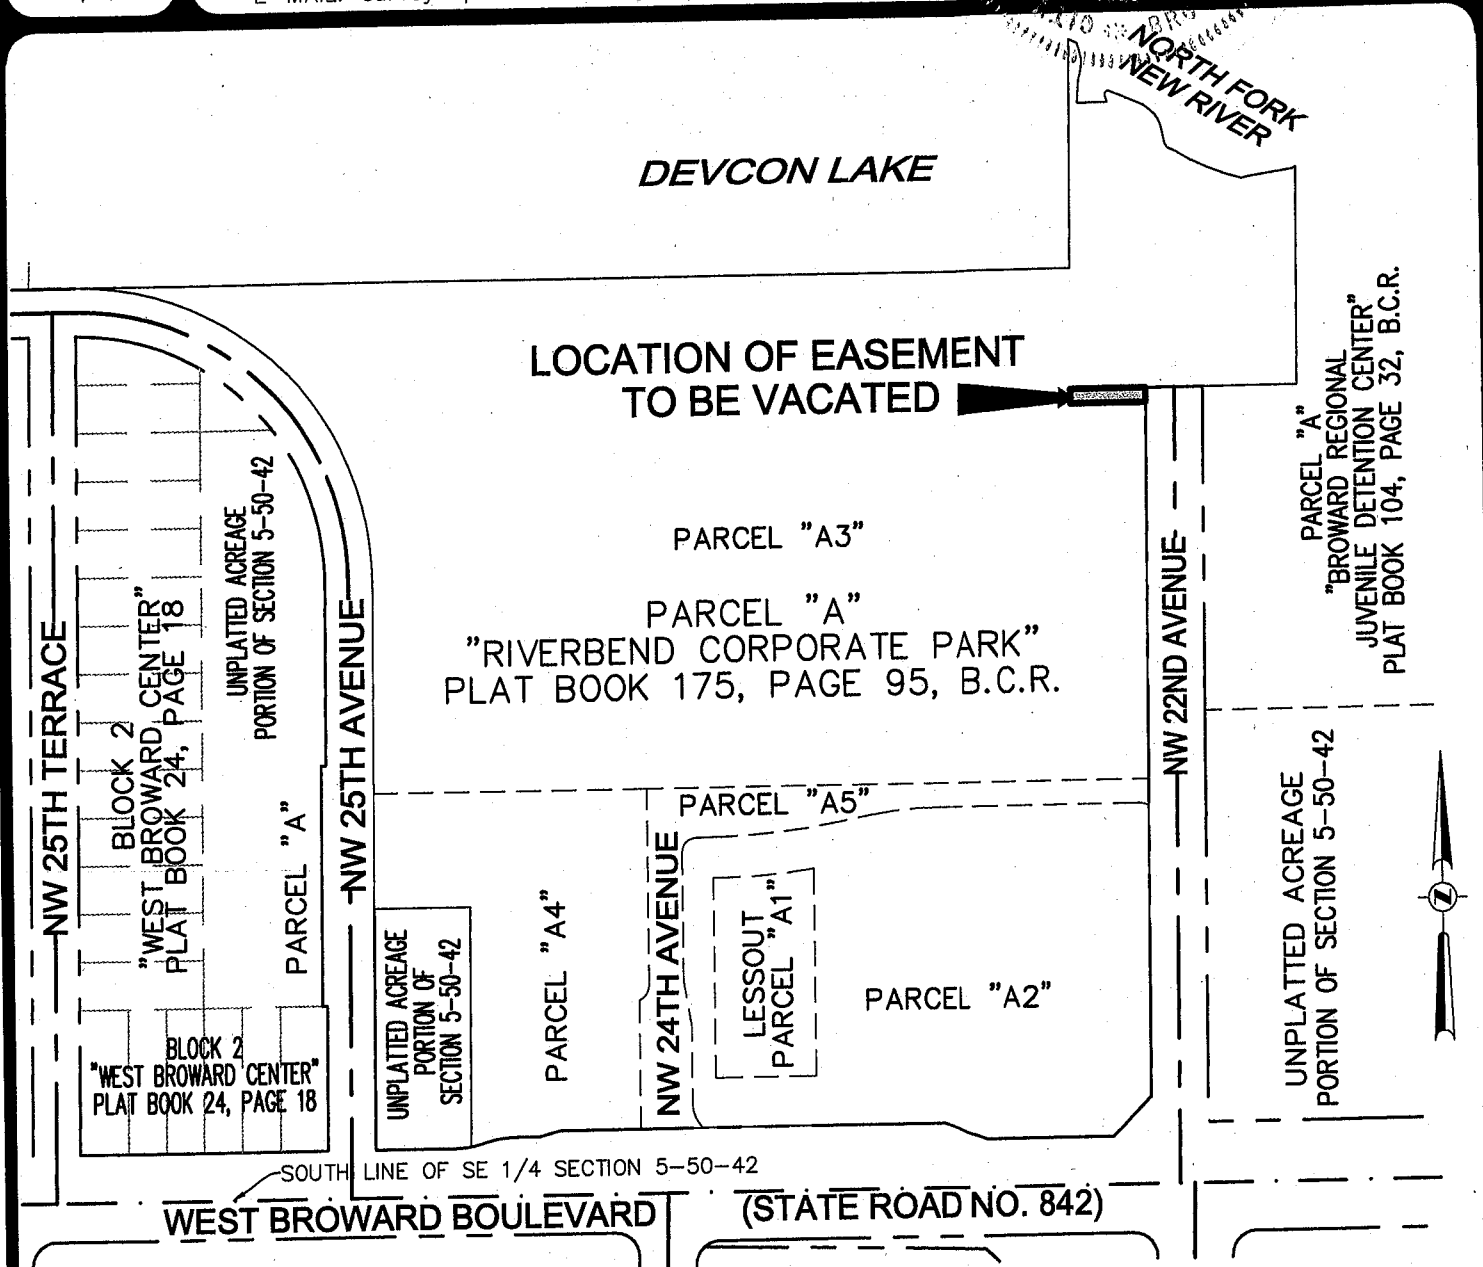 NORTH FORK
NEW RIVER
DEVCON LAKE
LOCATION OF EASEMENT
TO BE VACATED
PARCEL "A"
"BROWARD REGIONAL
JUVENILE DETENTION CENTER"
PLAT BOOK 104, PAGE 32, B.C.R.
UNPLATTED ACREAGE
PORTION OF SECTION 5-50-42
PARCEL "A3"
PARCEL "A"
"RIVERBEND CORPORATE PARK"
PLAT BOOK 175, PAGE 95, B.C.R.
NW 25TH TERRACE
BLOCK 2
"WEST BROWARD CENTER"
PLAT BOOK 24, PAGE 18
PARCEL "A"
NW 25TH AVENUE
NW 22ND AVENUE
PARCEL "A5"
NW 24TH AVENUE
PARCEL "A4"
LESSOUT
PARCEL "A1"
PARCEL "A2"
UNPLATTED ACREAGE
PORTION OF
SECTION 5-50-42
UNPLATTED ACREAGE
PORTION OF SECTION 5-50-42
Z
BLOCK 2
"WEST BROWARD CENTER"
PLAT BOOK 24, PAGE 18
SOUTH LINE OF SE 1/4 SECTION 5-50-42
WEST BROWARD BOULEVARD
(STATE ROAD NO. 842)